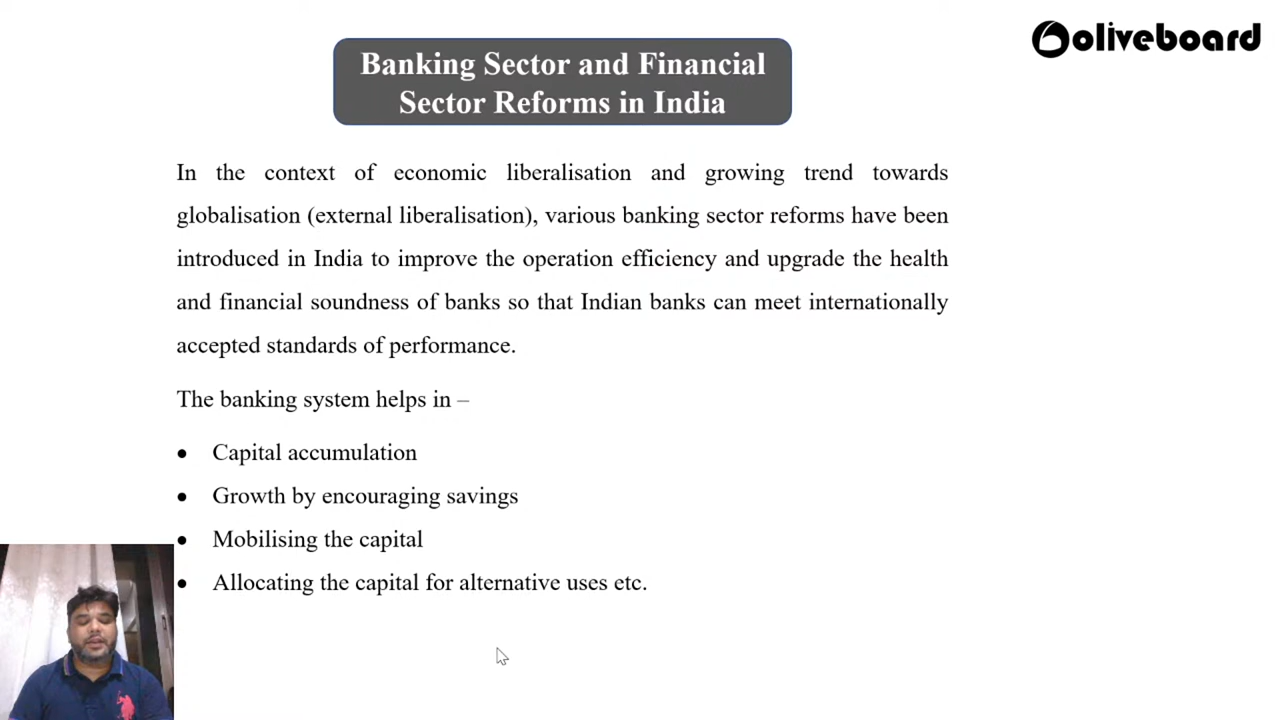 oliveboard
Banking Sector and Financial
Sector Reforms in India
In the context of economic liberalisation and growing trend towards
globalisation (external liberalisation), various banking sector reforms have been
introduced in India to improve the operation efficiency and upgrade the health
and financial soundness of banks so that Indian banks can meet internationally
accepted standards of performance.
The banking system helps in –
• Capital accumulation
• Growth by encouraging savings
• Mobilising the capital
• Allocating the capital for alternative uses etc.